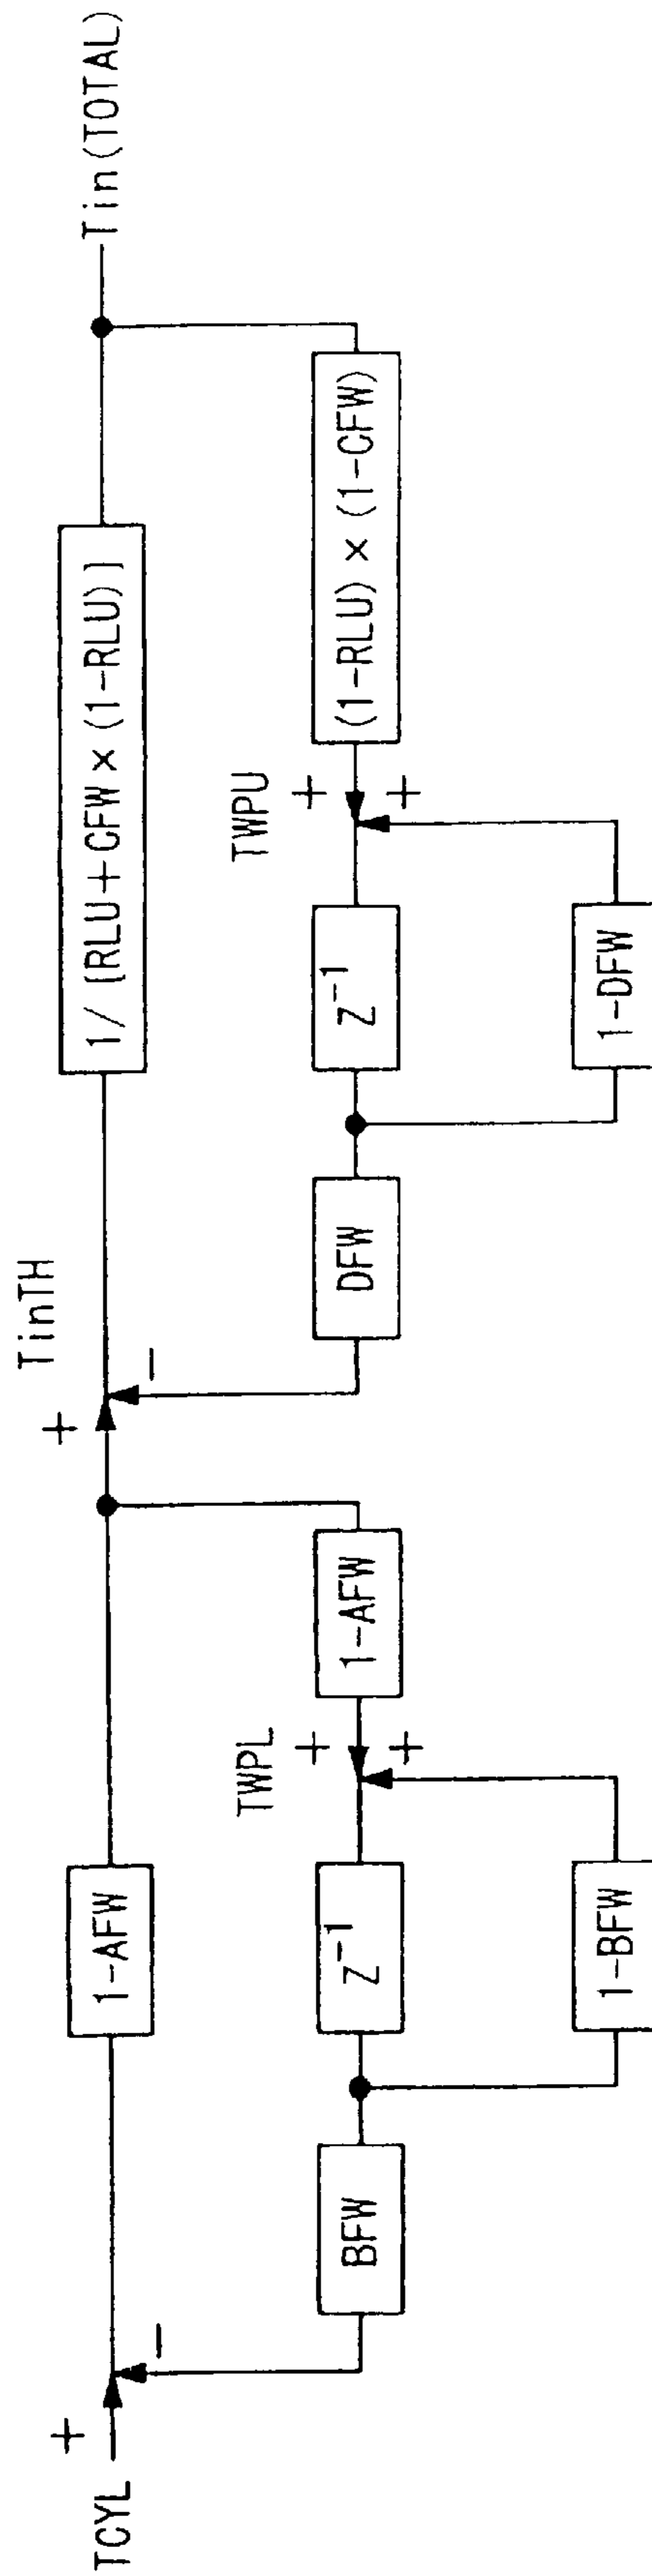 TCYL
+
−
1-AFW
BFW
Z⁻¹
1-BFW
TWPL
+
+
1-AFW
+
TinTH
−
DFW
Z⁻¹
1-DFW
TWPU
+
+
1/ [RLU+CFW×(1-RLU)]
(1-RLU)×(1-CFW)
Tin(TOTAL)